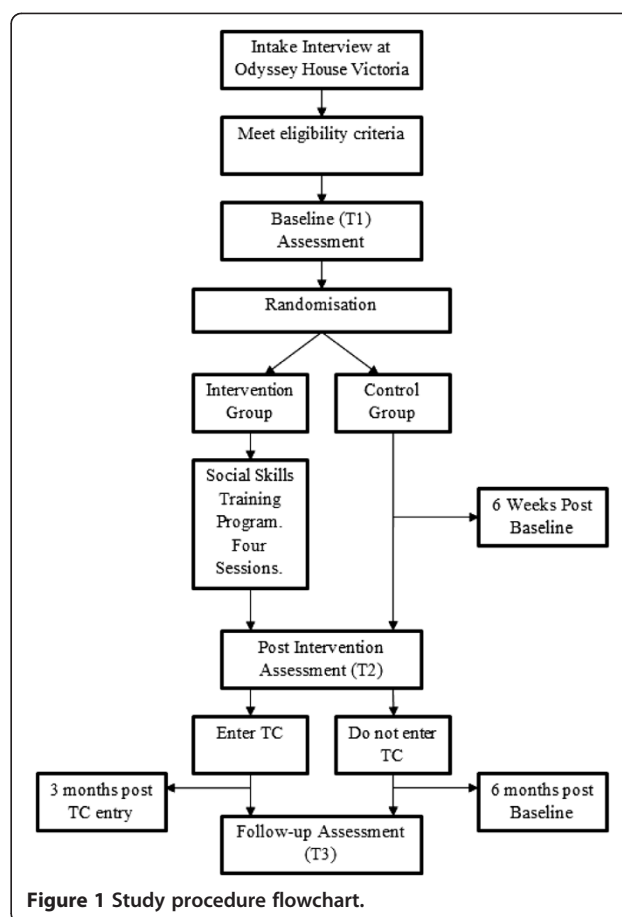 Intake Interview at
Odyssey House Victoria
Meet eligibility criteria
Baseline (T1)
Assessment
Randomisation
Intervention
Group
Control
Group
Social Skills
Training
Program.
Four
Sessions.
6 Weeks Post
Baseline
Post Intervention
Assessment (T2)
Enter TC
Do not enter
TC
3 months post
TC entry
6 months post
Baseline
Follow-up Assessment
(T3)
Figure 1 Study procedure flowchart.